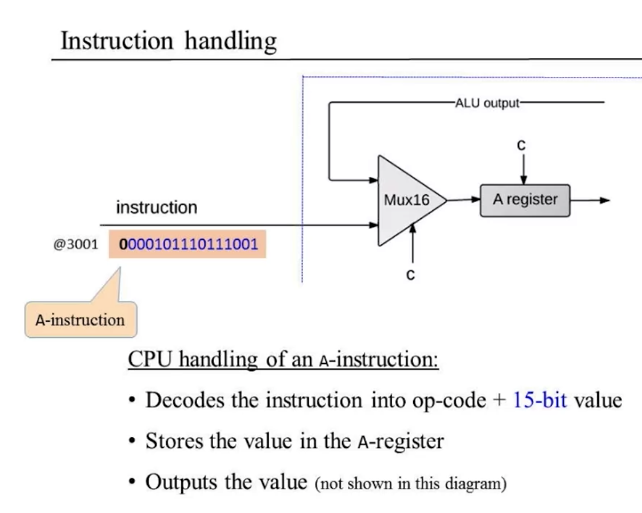 Instruction handling
ALU output
C
Mux16
A register
instruction
@3001
0000101110111001
C
A-instruction
CPU handling of an A-instruction:
• Decodes the instruction into op-code + 15-bit value
• Stores the value in the A-register
• Outputs the value (not shown in this diagram)